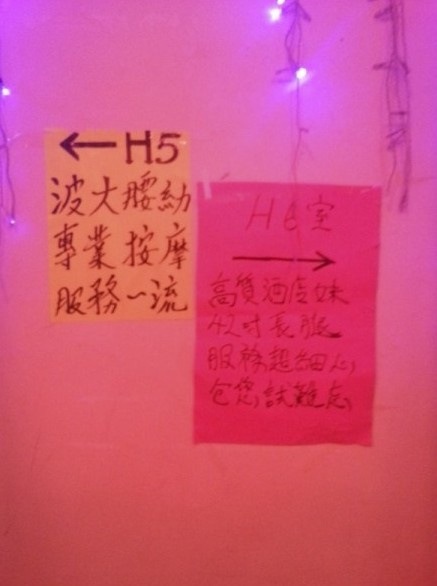 ←H5
波大腰幼
專業按摩
服務一流
H6室
→
高質酒店妹
42吋長腿
服務超細心,
包您試難忘,